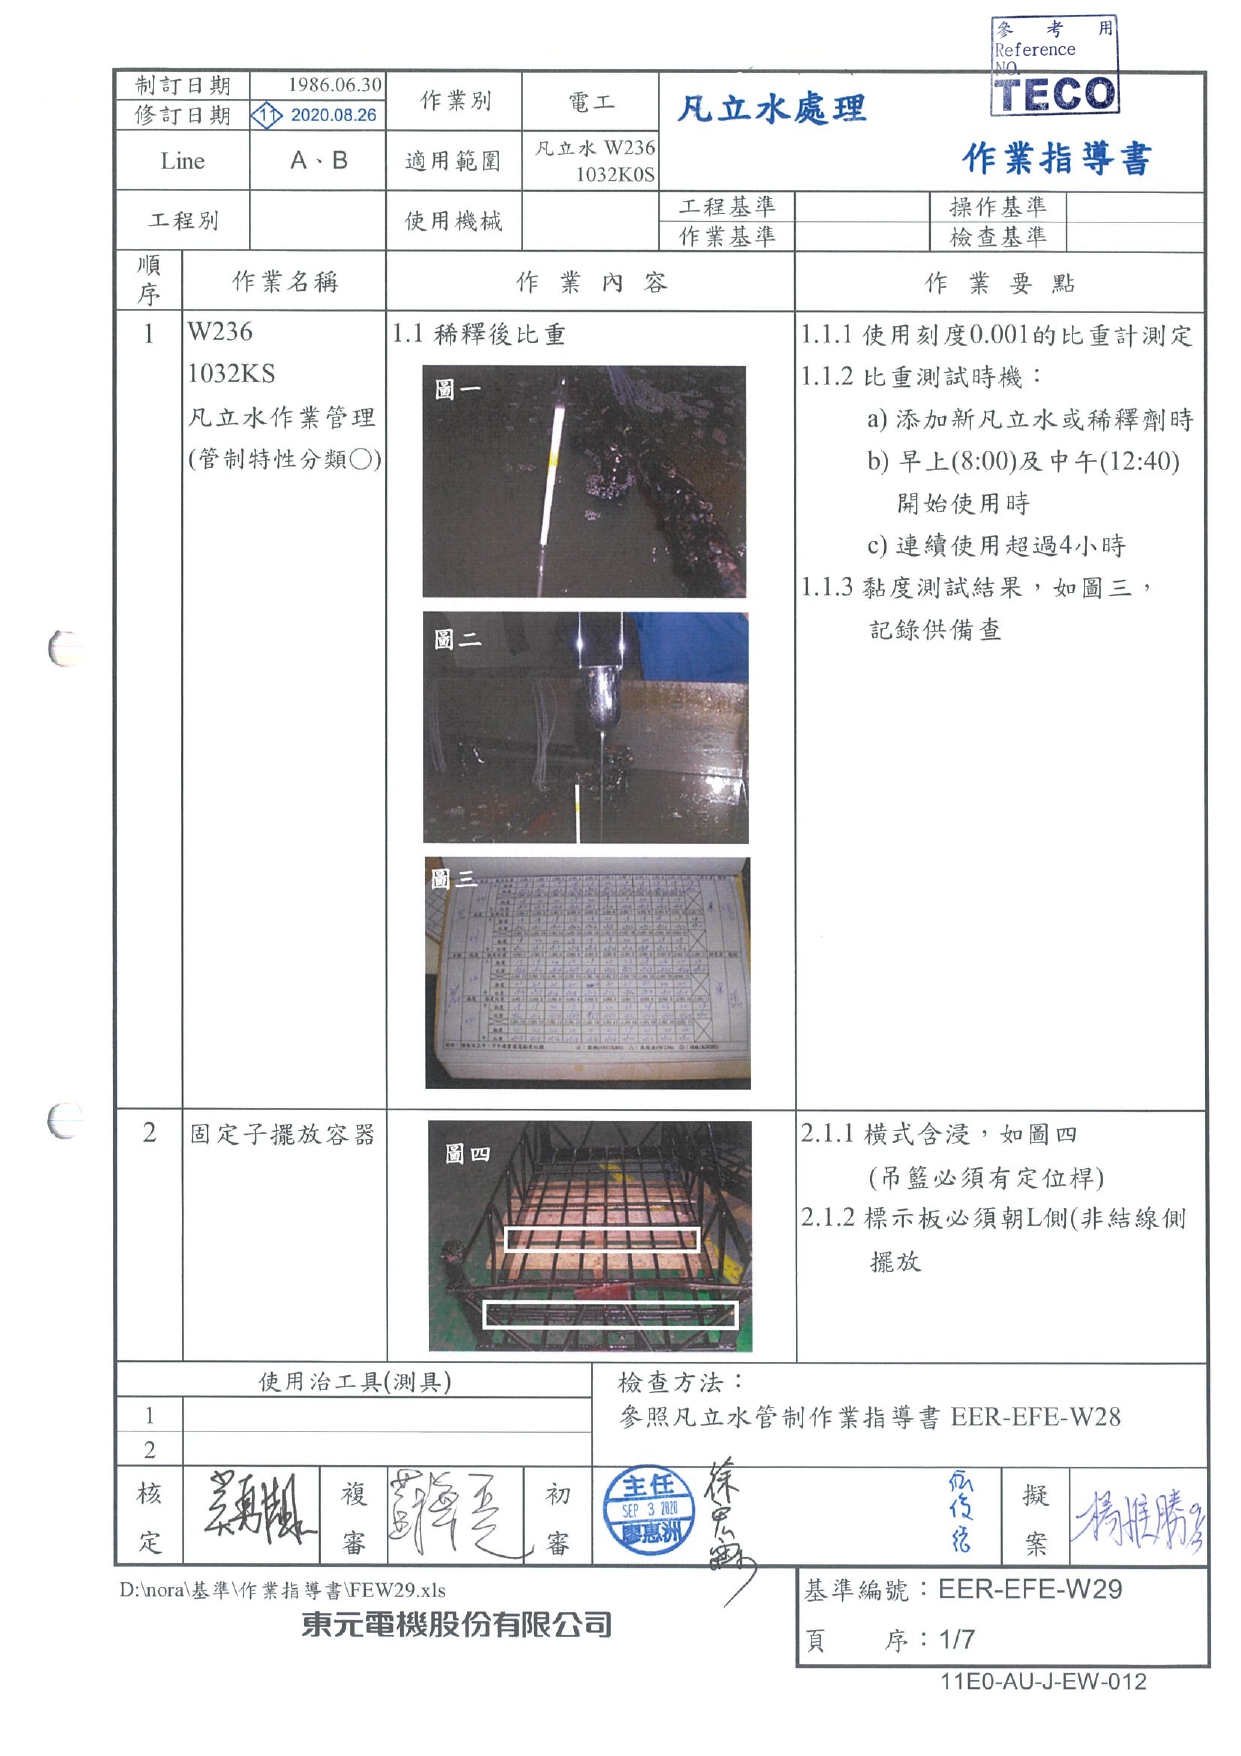 參考用
Reference
NO.
TECO
制訂日期 1986.06.30 作業別 電工 凡立水處理
修訂日期 11 2020.08.26
Line A、B 適用範圍 凡立水 W236
1032K0S
作業指導書
工程別 使用機械 工程基準 操作基準
作業基準 檢查基準
順序 作業名稱 作業內容 作業要點
1 W236
1032KS
凡立水作業管理
(管制特性分類○)
1.1 稀釋後比重
圖一
圖二
圖三
1.1.1 使用刻度0.001的比重計測定
1.1.2 比重測試時機：
a) 添加新凡立水或稀釋劑時
b) 早上(8:00)及中午(12:40)
開始使用時
c) 連續使用超過4小時
1.1.3 黏度測試結果，如圖三，
記錄供備查
2 固定子擺放容器
圖四
2.1.1 橫式含浸，如圖四
(吊籃必須有定位桿)
2.1.2 標示板必須朝L側(非結線側
擺放
使用治工具(測具)
1
2
檢查方法：
參照凡立水管制作業指導書 EER-EFE-W28
核定 複審 初審 擬案
主任
SEP 3 2020
廖惠洲
D:\nora\基準\作業指導書\FEW29.xls
東元電機股份有限公司
基準編號：EER-EFE-W29
頁 序：1/7
11E0-AU-J-EW-012